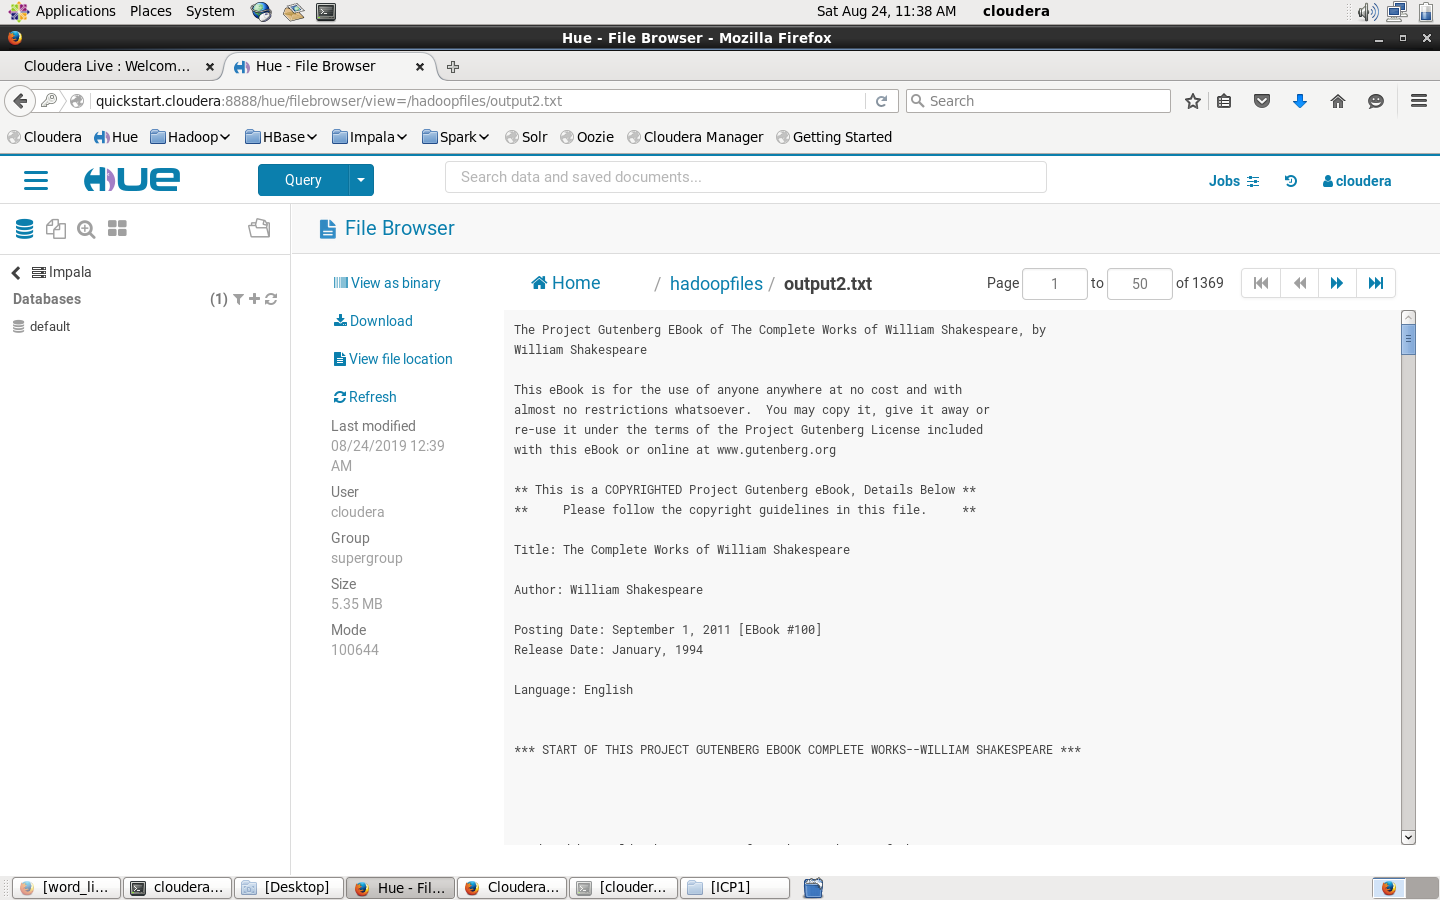 Applications Places System Sat Aug 24, 11:38 AM cloudera
Hue - File Browser - Mozilla Firefox
Cloudera Live : Welcom... Hue - File Browser
quickstart.cloudera:8888/hue/filebrowser/view=/hadoopfiles/output2.txt Search
Cloudera Hue Hadoop HBase Impala Spark Solr Oozie Cloudera Manager Getting Started
HUE Query Search data and saved documents... Jobs cloudera
File Browser
Impala
Databases (1)
default
View as binary
Download
View file location
Refresh
Last modified
08/24/2019 12:39
AM
User
cloudera
Group
supergroup
Size
5.35 MB
Mode
100644
Home / hadoopfiles / output2.txt Page 1 to 50 of 1369
The Project Gutenberg EBook of The Complete Works of William Shakespeare, by
William Shakespeare
This eBook is for the use of anyone anywhere at no cost and with
almost no restrictions whatsoever.  You may copy it, give it away or
re-use it under the terms of the Project Gutenberg License included
with this eBook or online at www.gutenberg.org
** This is a COPYRIGHTED Project Gutenberg eBook, Details Below **
**     Please follow the copyright guidelines in this file.     **
Title: The Complete Works of William Shakespeare
Author: William Shakespeare
Posting Date: September 1, 2011 [EBook #100]
Release Date: January, 1994
Language: English
*** START OF THIS PROJECT GUTENBERG EBOOK COMPLETE WORKS--WILLIAM SHAKESPEARE ***
[word_li... cloudera... [Desktop] Hue - Fil... Cloudera... [clouder... [ICP1]